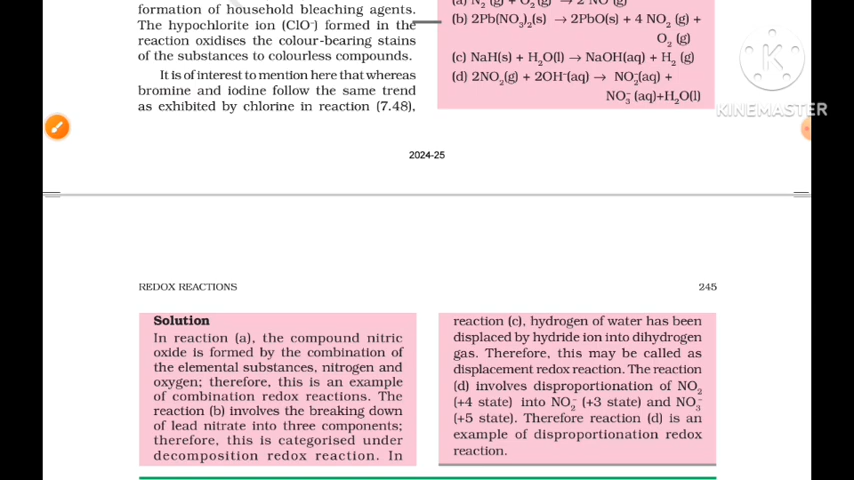 formation of household bleaching agents.
The hypochlorite ion (ClO⁻) formed in the
reaction oxidises the colour-bearing stains
of the substances to colourless compounds.
It is of interest to mention here that whereas
bromine and iodine follow the same trend
as exhibited by chlorine in reaction (7.48),
(a) N₂ (g) + O₂ (g) → 2 NO (g)
(b) 2Pb(NO₃)₂(s) → 2PbO(s) + 4 NO₂ (g) +
O₂ (g)
(c) NaH(s) + H₂O(l) → NaOH(aq) + H₂ (g)
(d) 2NO₂(g) + 2OH⁻(aq) → NO₂⁻(aq) +
NO₃⁻ (aq)+H₂O(l)
KINEMASTER
2024-25
REDOX REACTIONS
245
Solution
In reaction (a), the compound nitric
oxide is formed by the combination of
the elemental substances, nitrogen and
oxygen; therefore, this is an example
of combination redox reactions. The
reaction (b) involves the breaking down
of lead nitrate into three components;
therefore, this is categorised under
decomposition redox reaction. In
reaction (c), hydrogen of water has been
displaced by hydride ion into dihydrogen
gas. Therefore, this may be called as
displacement redox reaction. The reaction
(d) involves disproportionation of NO₂
(+4 state) into NO₂⁻ (+3 state) and NO₃⁻
(+5 state). Therefore reaction (d) is an
example of disproportionation redox
reaction.